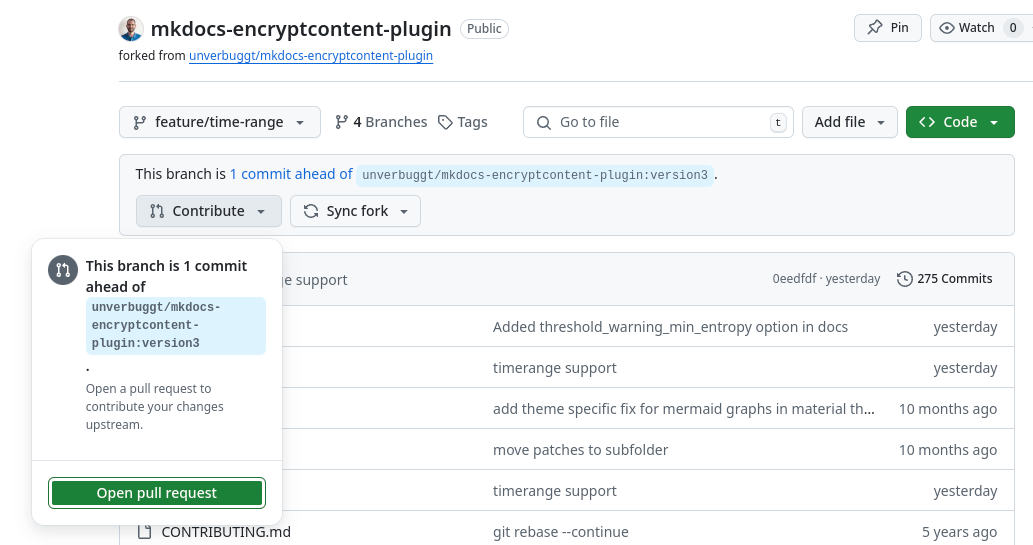 mkdocs-encryptcontent-plugin Public
Pin
Watch 0
forked from unverbuggt/mkdocs-encryptcontent-plugin
feature/time-range
4 Branches
Tags
Go to file
t
Add file
Code
This branch is 1 commit ahead of unverbuggt/mkdocs-encryptcontent-plugin:version3.
Contribute
Sync fork
This branch is 1 commit
ahead of
unverbuggt/mkdocs-
encryptcontent-
plugin:version3
.
Open a pull request to
contribute your changes
upstream.
Open pull request
support
0eedfdf · yesterday
275 Commits
Added threshold_warning_min_entropy option in docs yesterday
timerange support yesterday
add theme specific fix for mermaid graphs in material th… 10 months ago
move patches to subfolder 10 months ago
timerange support yesterday
CONTRIBUTING.md git rebase --continue 5 years ago